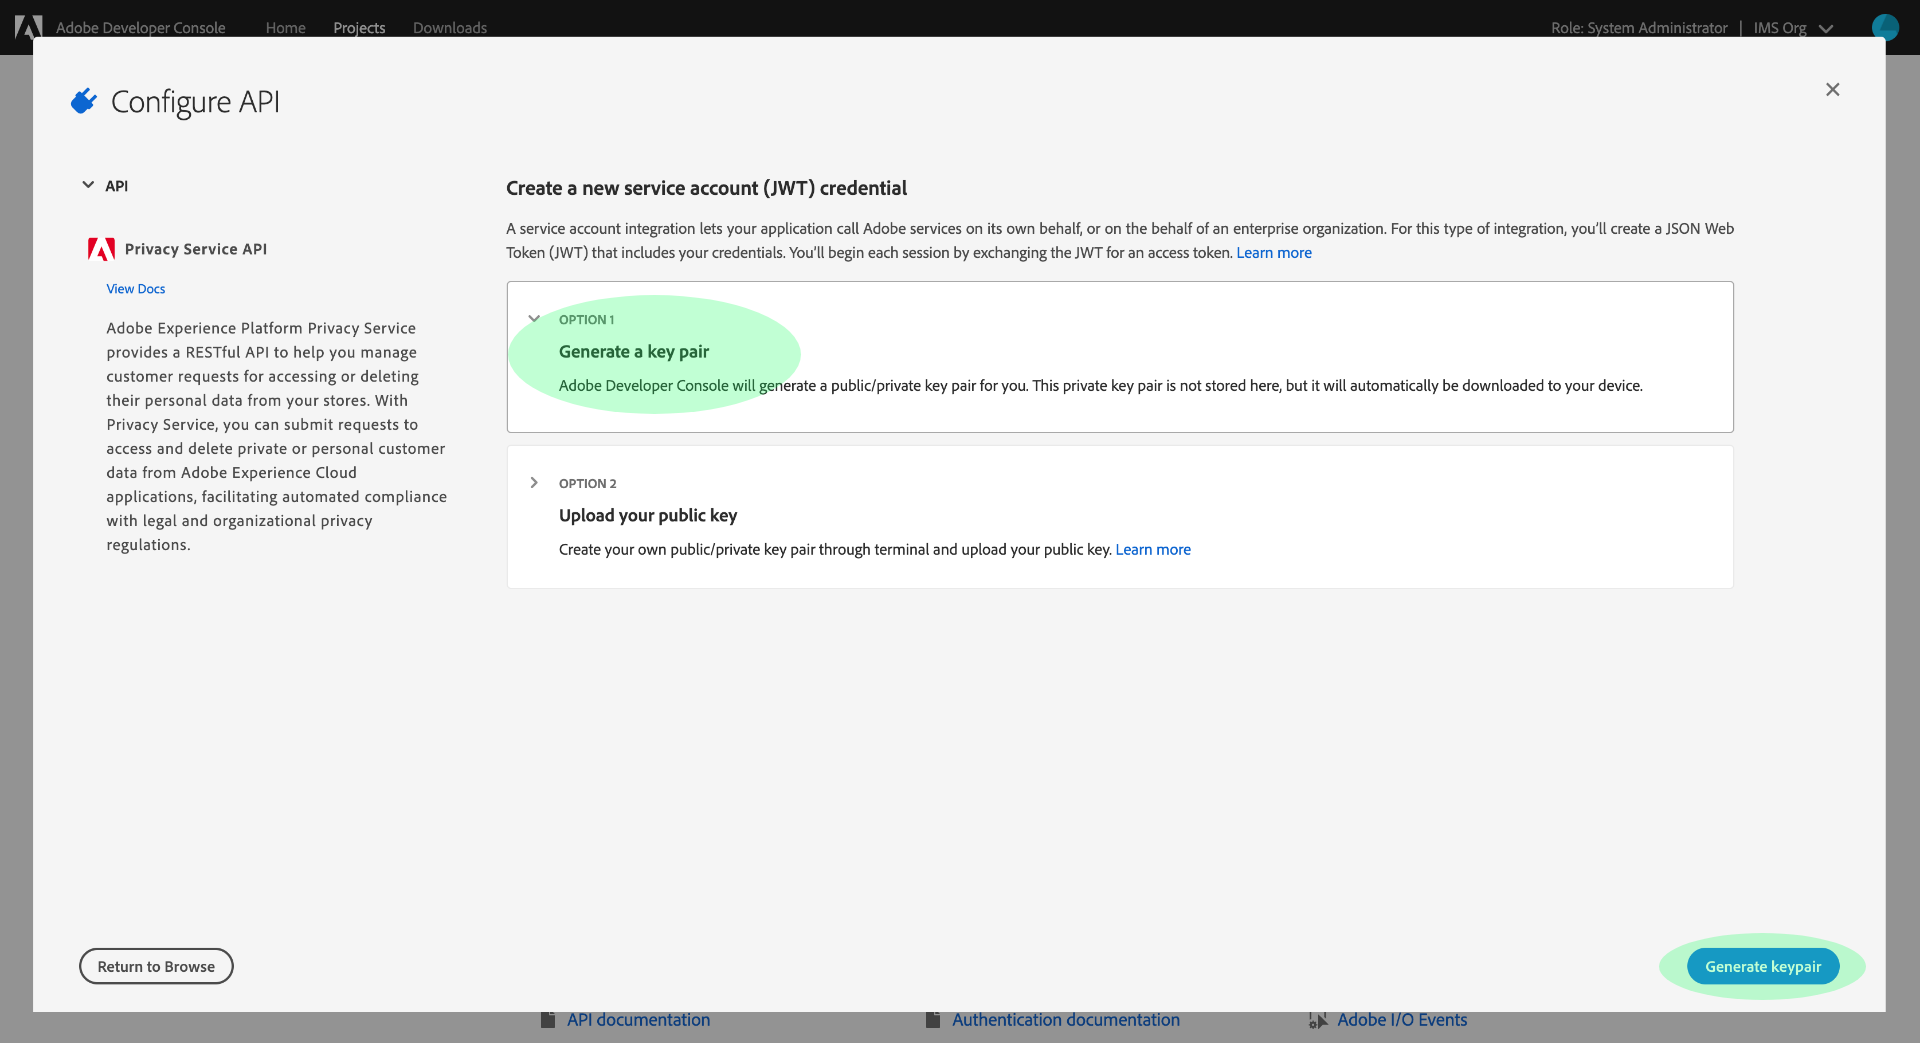 Adobe Developer Console
Home
Projects
Downloads
Role: System Administrator | IMS Org
Configure API
API
Privacy Service API
View Docs
Adobe Experience Platform Privacy Service
provides a RESTful API to help you manage
customer requests for accessing or deleting
their personal data from your stores. With
Privacy Service, you can submit requests to
access and delete private or personal customer
data from Adobe Experience Cloud
applications, facilitating automated compliance
with legal and organizational privacy
regulations.
Create a new service account (JWT) credential
A service account integration lets your application call Adobe services on its own behalf, or on the behalf of an enterprise organization. For this type of integration, you'll create a JSON Web
Token (JWT) that includes your credentials. You'll begin each session by exchanging the JWT for an access token. Learn more
OPTION 1
Generate a key pair
Adobe Developer Console will generate a public/private key pair for you. This private key pair is not stored here, but it will automatically be downloaded to your device.
OPTION 2
Upload your public key
Create your own public/private key pair through terminal and upload your public key. Learn more
Return to Browse
Generate keypair
API documentation
Authentication documentation
Adobe I/O Events